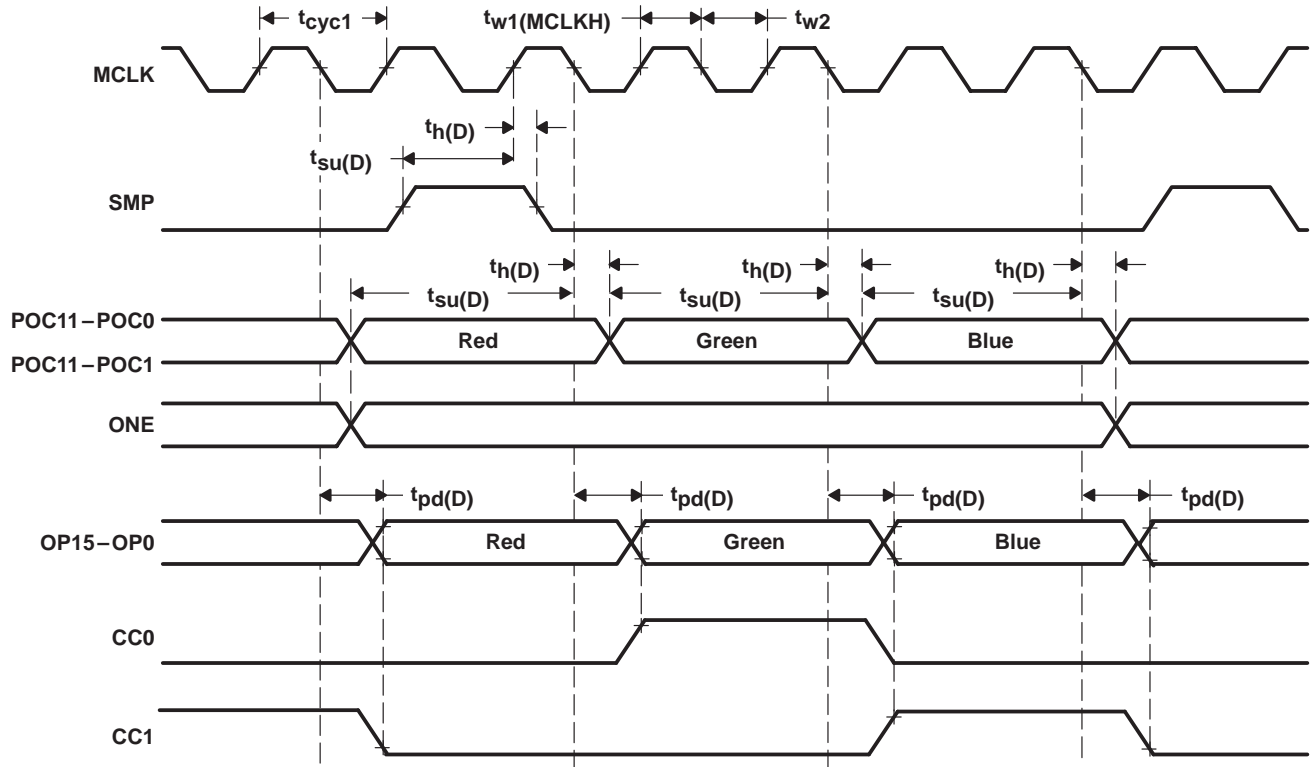 tcyc1 tw1(MCLKH) tw2
MCLK
th(D)
tsu(D)
SMP
th(D) th(D) th(D)
tsu(D) tsu(D) tsu(D)
POC11–POC0
Red Green Blue
POC11–POC1
ONE
tpd(D) tpd(D) tpd(D) tpd(D)
OP15–OP0 Red Green Blue
CC0
CC1